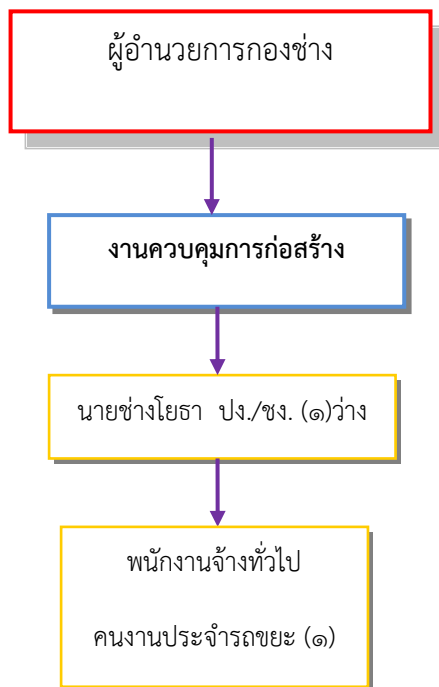 ผู้อำนวยการกองช่าง
งานควบคุมการก่อสร้าง
นายช่างโยธา ปง./ชง. (๑)ว่าง
พนักงานจ้างทั่วไป
คนงานประจำรถขยะ (๑)